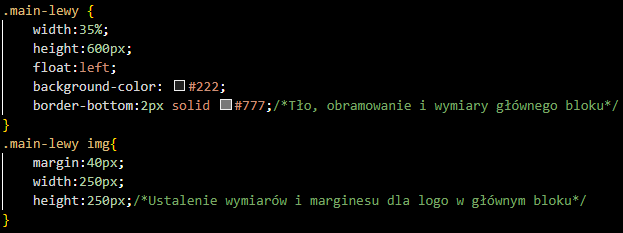 .main-lewy {
width:35%;
height:600px;
float:left;
background-color: #222;
border-bottom:2px solid #777;/*Tło, obramowanie i wymiary głównego bloku*/
}
.main-lewy img{
margin:40px;
width:250px;
height:250px;/*Ustalenie wymiarów i marginesu dla logo w głównym bloku*/
}